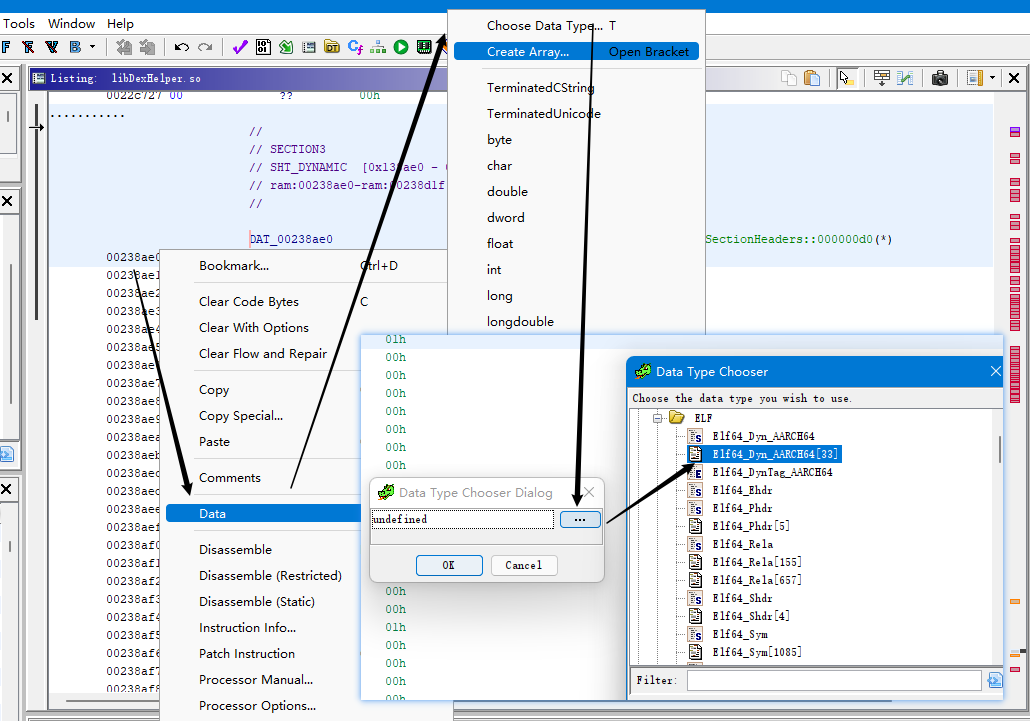 Tools Window Help
Listing: libDexHelper.so
0022c727 00 ?? 00h
...........
//
// SECTION3
// SHT_DYNAMIC [0x138ae0 -
// ram:00238ae0-ram:00238d1f
//
DAT_00238ae0
SectionHeaders::000000d0(*)
00238ae0
00238ae1
00238ae2
00238ae3
00238ae4
00238ae5
00238ae6
00238ae7
00238ae8
00238ae9
00238aea
00238aeb
00238aec
00238aed
00238aee
00238aef
00238af0
00238af1
00238af2
00238af3
00238af4
00238af5
00238af6
00238af7
00238af8
Bookmark... Ctrl+D
Clear Code Bytes C
Clear With Options
Clear Flow and Repair
Copy
Copy Special...
Paste
Comments
Data
Disassemble
Disassemble (Restricted)
Disassemble (Static)
Instruction Info...
Patch Instruction
Processor Manual...
Processor Options...
Choose Data Type... T
Create Array... Open Bracket
TerminatedCString
TerminatedUnicode
byte
char
double
dword
float
int
long
longdouble
01h
00h
00h
00h
00h
00h
00h
00h
Data Type Chooser Dialog
undefined
...
OK Cancel
00h
00h
01h
00h
00h
00h
00h
Data Type Chooser
Choose the data type you wish to use.
ELF
Elf64_Dyn_AARCH64
Elf64_Dyn_AARCH64[33]
Elf64_DynTag_AARCH64
Elf64_Ehdr
Elf64_Phdr
Elf64_Phdr[5]
Elf64_Rela
Elf64_Rela[155]
Elf64_Rela[657]
Elf64_Shdr
Elf64_Shdr[4]
Elf64_Sym
Elf64_Sym[1085]
Filter: